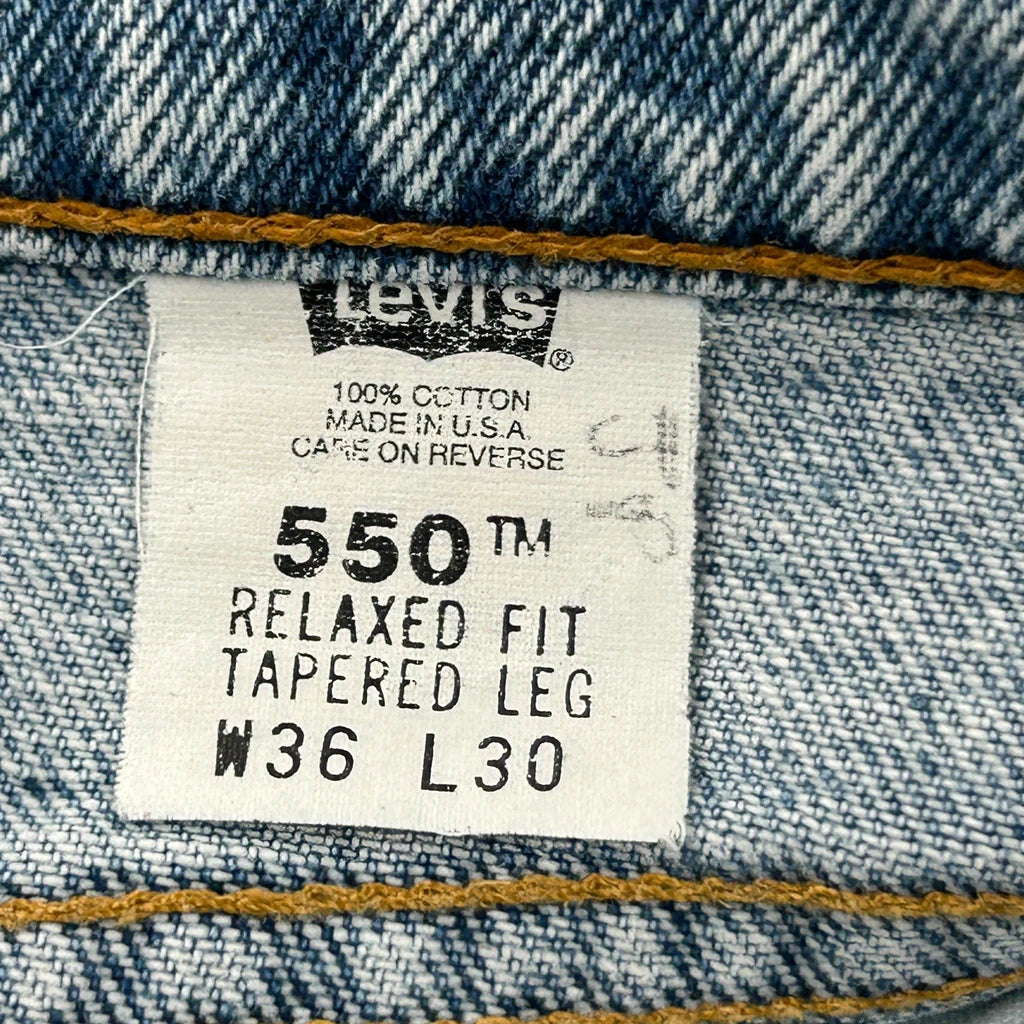 Levi's
®
100% COTTON
MADE IN U.S.A.
CARE ON REVERSE
550™
RELAXED FIT
TAPERED LEG
W36 L30